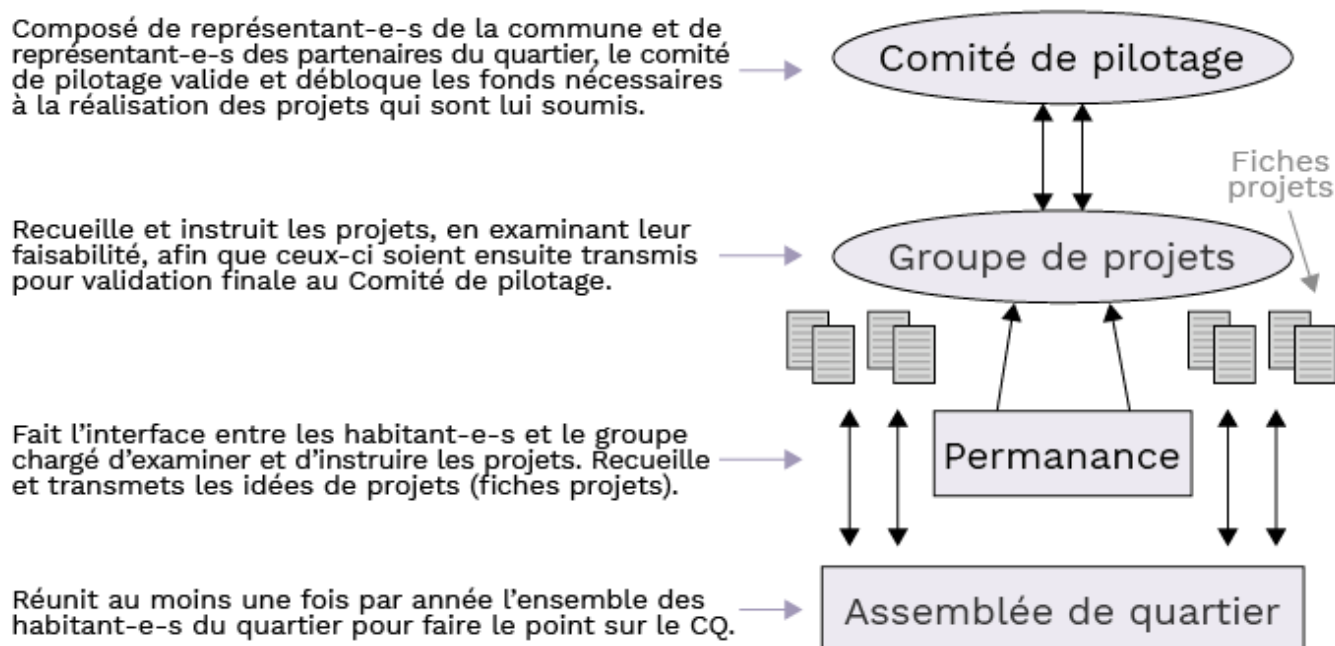 Composé de représentant-e-s de la commune et de
représentant-e-s des partenaires du quartier, le comité
de pilotage valide et débloque les fonds nécessaires
à la réalisation des projets qui sont lui soumis.
Comité de pilotage
Fiches
projets
Recueille et instruit les projets, en examinant leur
faisabilité, afin que ceux-ci soient ensuite transmis
pour validation finale au Comité de pilotage.
Groupe de projets
Fait l'interface entre les habitant-e-s et le groupe
chargé d'examiner et d'instruire les projets. Recueille
et transmets les idées de projets (fiches projets).
Permanance
Réunit au moins une fois par année l'ensemble des
habitant-e-s du quartier pour faire le point sur le CQ.
Assemblée de quartier